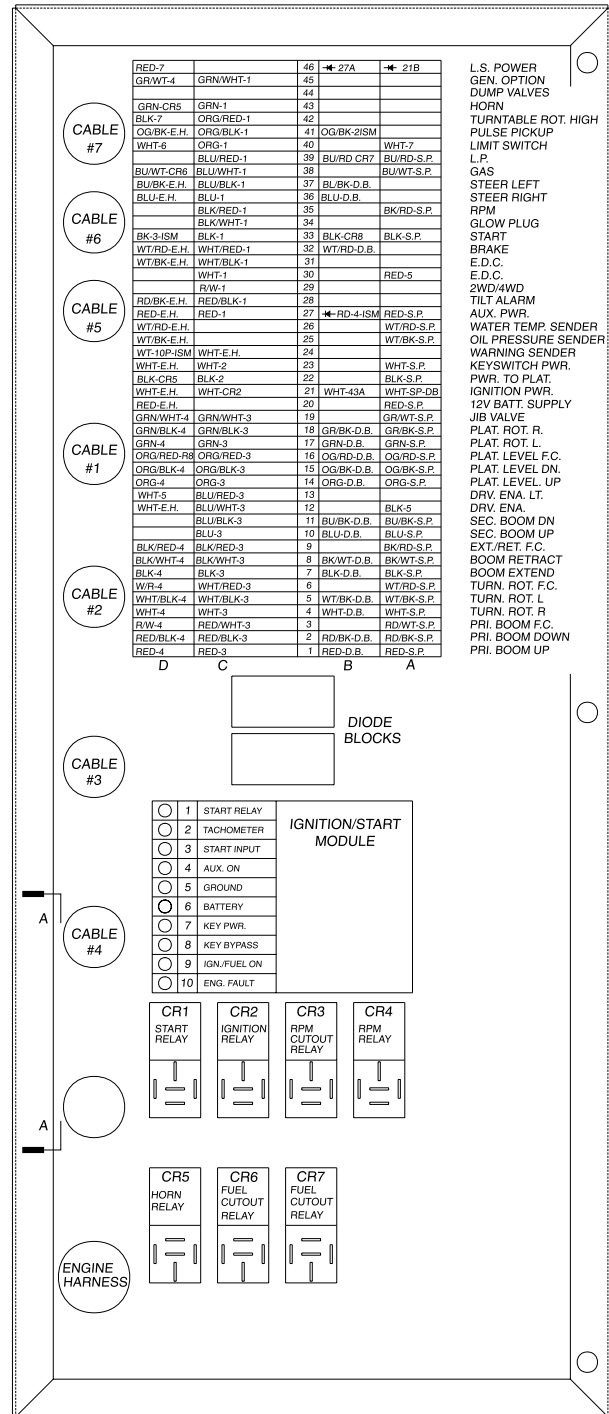 RED-7 46 27A 21B L.S. POWER
GR/WT-4 GRN/WHT-1 45 GEN. OPTION
44 DUMP VALVES
GRN-CR5 GRN-1 43 HORN
BLK-7 ORG/RED-1 42 TURNTABLE ROT. HIGH
OG/BK-E.H. ORG/BLK-1 41 OG/BK-2ISM PULSE PICKUP
WHT-6 ORG-1 40 WHT-7 LIMIT SWITCH
BLU/RED-1 39 BU/RD CR7 BU/RD-S.P. L.P.
BU/WT-CR6 BLU/WHT-1 38 BU/WT-S.P. GAS
BU/BK-E.H. BLU/BLK-1 37 BL/BK-D.B. STEER LEFT
BLU-E.H. BLU-1 36 BLU-D.B. STEER RIGHT
BLK/RED-1 35 BK/RD-S.P. RPM
BLK/WHT-1 34 GLOW PLUG
BK-3-ISM BLK-1 33 BLK-CR8 BLK-S.P. START
WT/RD-E.H. WHT/RED-1 32 WT/RD-D.B. BRAKE
WT/BK-E.H. WHT/BLK-1 31 E.D.C.
WHT-1 30 RED-5 E.D.C.
R/W-1 29 2WD/4WD
RD/BK-E.H. RED/BLK-1 28 TILT ALARM
RED-E.H. RED-1 27 RD-4-ISM RED-S.P. AUX. PWR.
WT/RD-E.H. 26 WT/RD-S.P. WATER TEMP. SENDER
WT/BK-E.H. 25 WT/BK-S.P. OIL PRESSURE SENDER
WT-10P-ISM WHT-E.H. 24 WARNING SENDER
WHT-E.H. WHT-2 23 WHT-S.P. KEYSWITCH PWR.
BLK-CR5 BLK-2 22 BLK-S.P. PWR. TO PLAT.
WHT-E.H. WHT-CR2 21 WHT-43A WHT-SP-DB IGNITION PWR.
RED-E.H. 20 RED-S.P. 12V BATT. SUPPLY
GRN/WHT-4 GRN/WHT-3 19 GR/WT-S.P. JIB VALVE
GRN/BLK-4 GRN/BLK-3 18 GR/BK-D.B. GR/BK-S.P. PLAT. ROT. R.
GRN-4 GRN-3 17 GRN-D.B. GRN-S.P. PLAT. ROT. L.
ORG/RED-R8 ORG/RED-3 16 OG/RD-D.B. OG/RD-S.P. PLAT. LEVEL F.C.
ORG/BLK-4 ORG/BLK-3 15 OG/BK-D.B. OG/BK-S.P. PLAT. LEVEL DN.
ORG-4 ORG-3 14 ORG-D.B. ORG-S.P. PLAT. LEVEL. UP
WHT-5 BLU/RED-3 13 DRV. ENA. LT.
WHT-E.H. BLU/WHT-3 12 BLK-5 DRV. ENA.
BLU/BLK-3 11 BU/BK-D.B. BU/BK-S.P. SEC. BOOM DN
BLU-3 10 BLU-D.B. BLU-S.P. SEC. BOOM UP
BLK/RED-4 BLK/RED-3 9 BK/RD-S.P. EXT./RET. F.C.
BLK/WHT-4 BLK/WHT-3 8 BK/WT-D.B. BK/WT-S.P. BOOM RETRACT
BLK-4 BLK-3 7 BLK-D.B. BLK-S.P. BOOM EXTEND
W/R-4 WHT/RED-3 6 WT/RD-S.P. TURN. ROT. F.C.
WHT/BLK-4 WHT/BLK-3 5 WT/BK-D.B. WT/BK-S.P. TURN. ROT. L
WHT-4 WHT-3 4 WHT-D.B. WHT-S.P. TURN. ROT. R
R/W-4 RED/WHT-3 3 RD/WT-S.P. PRI. BOOM F.C.
RED/BLK-4 RED/BLK-3 2 RD/BK-D.B. RD/BK-S.P. PRI. BOOM DOWN
RED-4 RED-3 1 RED-D.B. RED-S.P. PRI. BOOM UP
D C B A
CABLE
#7
CABLE
#6
CABLE
#5
CABLE
#1
CABLE
#2
DIODE
BLOCKS
CABLE
#3
1 START RELAY
2 TACHOMETER
3 START INPUT
4 AUX. ON
5 GROUND
6 BATTERY
7 KEY PWR.
8 KEY BYPASS
9 IGN./FUEL ON
10 ENG. FAULT
IGNITION/START
MODULE
A
CABLE
#4
CR1
START
RELAY
CR2
IGNITION
RELAY
CR3
RPM
CUTOUT
RELAY
CR4
RPM
RELAY
A
CR5
HORN
RELAY
CR6
FUEL
CUTOUT
RELAY
CR7
FUEL
CUTOUT
RELAY
ENGINE
HARNESS